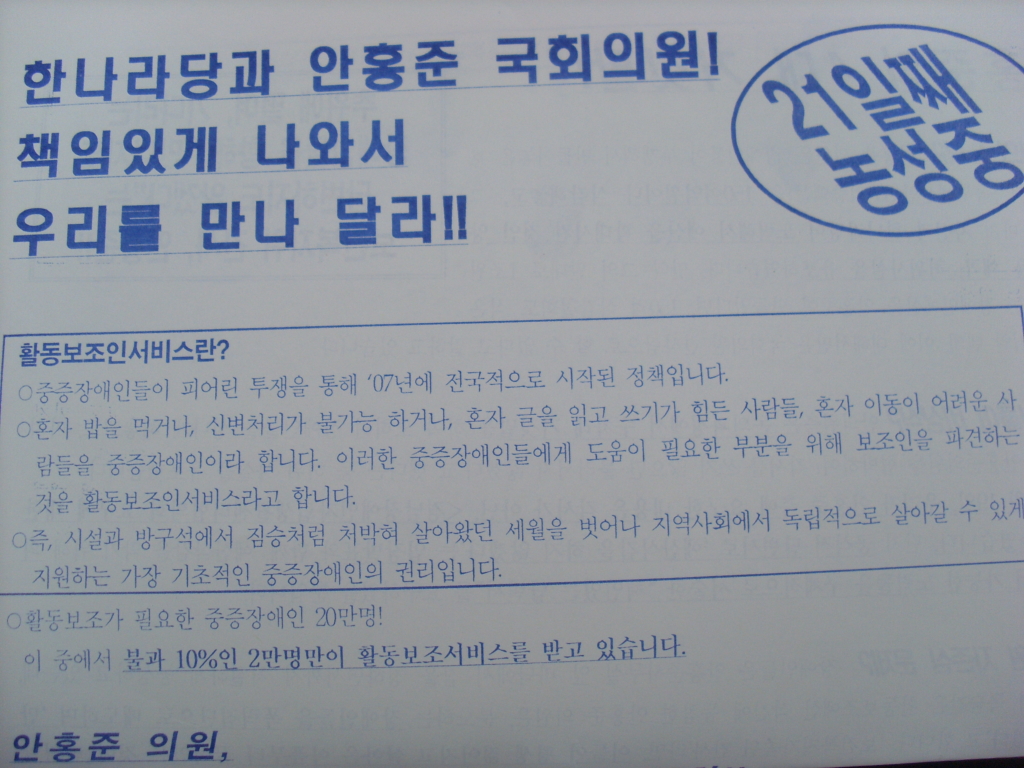 한나라당과 안홍준 국회의원!
책임있게 나와서
우리를 만나 달라!!
21일째
농성중
활동보조인서비스란?
○중증장애인들이 피어린 투쟁을 통해 '07년에 전국적으로 시작된 정책입니다.
○혼자 밥을 먹거나, 신변처리가 불가능 하거나, 혼자 글을 읽고 쓰기가 힘든 사람들, 혼자 이동이 어려운 사
람들을 중증장애인이라 합니다. 이러한 중증장애인들에게 도움이 필요한 부분을 위해 보조인을 파견하는
것을 활동보조인서비스라고 합니다.
○즉, 시설과 방구석에서 짐승처럼 처박혀 살아왔던 세월을 벗어나 지역사회에서 독립적으로 살아갈 수 있게
지원하는 가장 기초적인 중증장애인의 권리입니다.
○활동보조가 필요한 중증장애인 20만명!
이 중에서 불과 10%인 2만명만이 활동보조서비스를 받고 있습니다.
안홍준 의원,